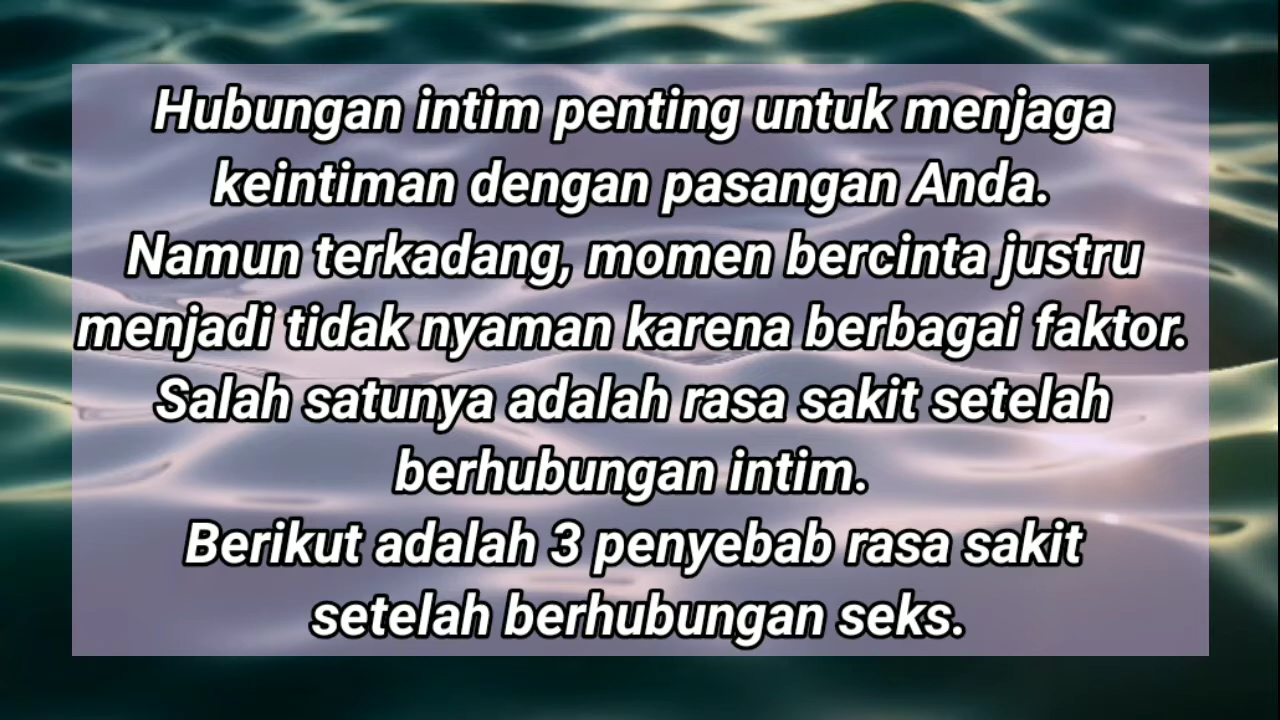 Hubungan intim penting untuk menjaga
keintiman dengan pasangan Anda.
Namun terkadang, momen bercinta justru
menjadi tidak nyaman karena berbagai faktor.
Salah satunya adalah rasa sakit setelah
berhubungan intim.
Berikut adalah 3 penyebab rasa sakit
setelah berhubungan seks.